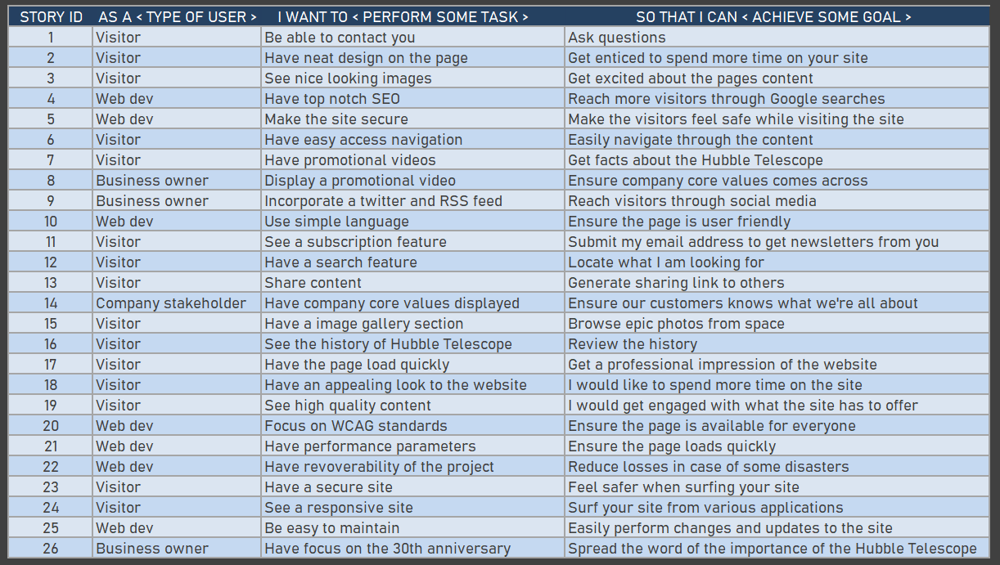 STORY ID AS A < TYPE OF USER > I WANT TO < PERFORM SOME TASK > SO THAT I CAN < ACHIEVE SOME GOAL >
1 Visitor Be able to contact you Ask questions
2 Visitor Have neat design on the page Get enticed to spend more time on your site
3 Visitor See nice looking images Get excited about the pages content
4 Web dev Have top notch SEO Reach more visitors through Google searches
5 Web dev Make the site secure Make the visitors feel safe while visiting the site
6 Visitor Have easy access navigation Easily navigate through the content
7 Visitor Have promotional videos Get facts about the Hubble Telescope
8 Business owner Display a promotional video Ensure company core values comes across
9 Business owner Incorporate a twitter and RSS feed Reach visitors through social media
10 Web dev Use simple language Ensure the page is user friendly
11 Visitor See a subscription feature Submit my email address to get newsletters from you
12 Visitor Have a search feature Locate what I am looking for
13 Visitor Share content Generate sharing link to others
14 Company stakeholder Have company core values displayed Ensure our customers knows what we're all about
15 Visitor Have a image gallery section Browse epic photos from space
16 Visitor See the history of Hubble Telescope Review the history
17 Visitor Have the page load quickly Get a professional impression of the website
18 Visitor Have an appealing look to the website I would like to spend more time on the site
19 Visitor See high quality content I would get engaged with what the site has to offer
20 Web dev Focus on WCAG standards Ensure the page is available for everyone
21 Web dev Have performance parameters Ensure the page loads quickly
22 Web dev Have revoverability of the project Reduce losses in case of some disasters
23 Visitor Have a secure site Feel safer when surfing your site
24 Visitor See a responsive site Surf your site from various applications
25 Web dev Be easy to maintain Easily perform changes and updates to the site
26 Business owner Have focus on the 30th anniversary Spread the word of the importance of the Hubble Telescope